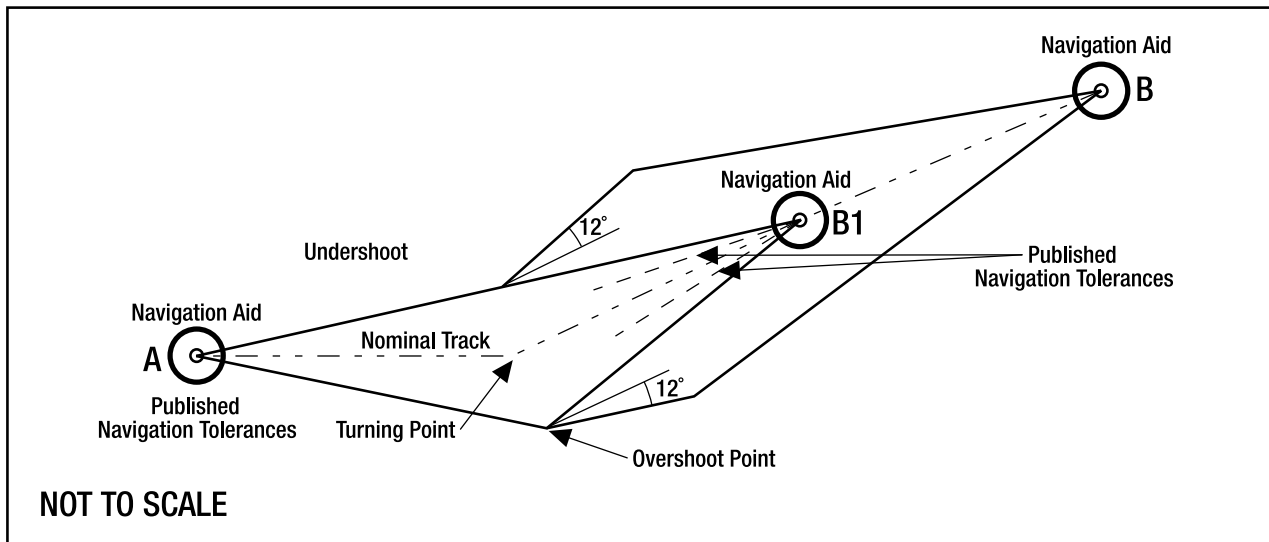 Navigation Aid
B
Navigation Aid
B1
12°
Undershoot
Published
Navigation Tolerances
Navigation Aid
A
Nominal Track
12°
Published
Navigation Tolerances
Turning Point
Overshoot Point
NOT TO SCALE